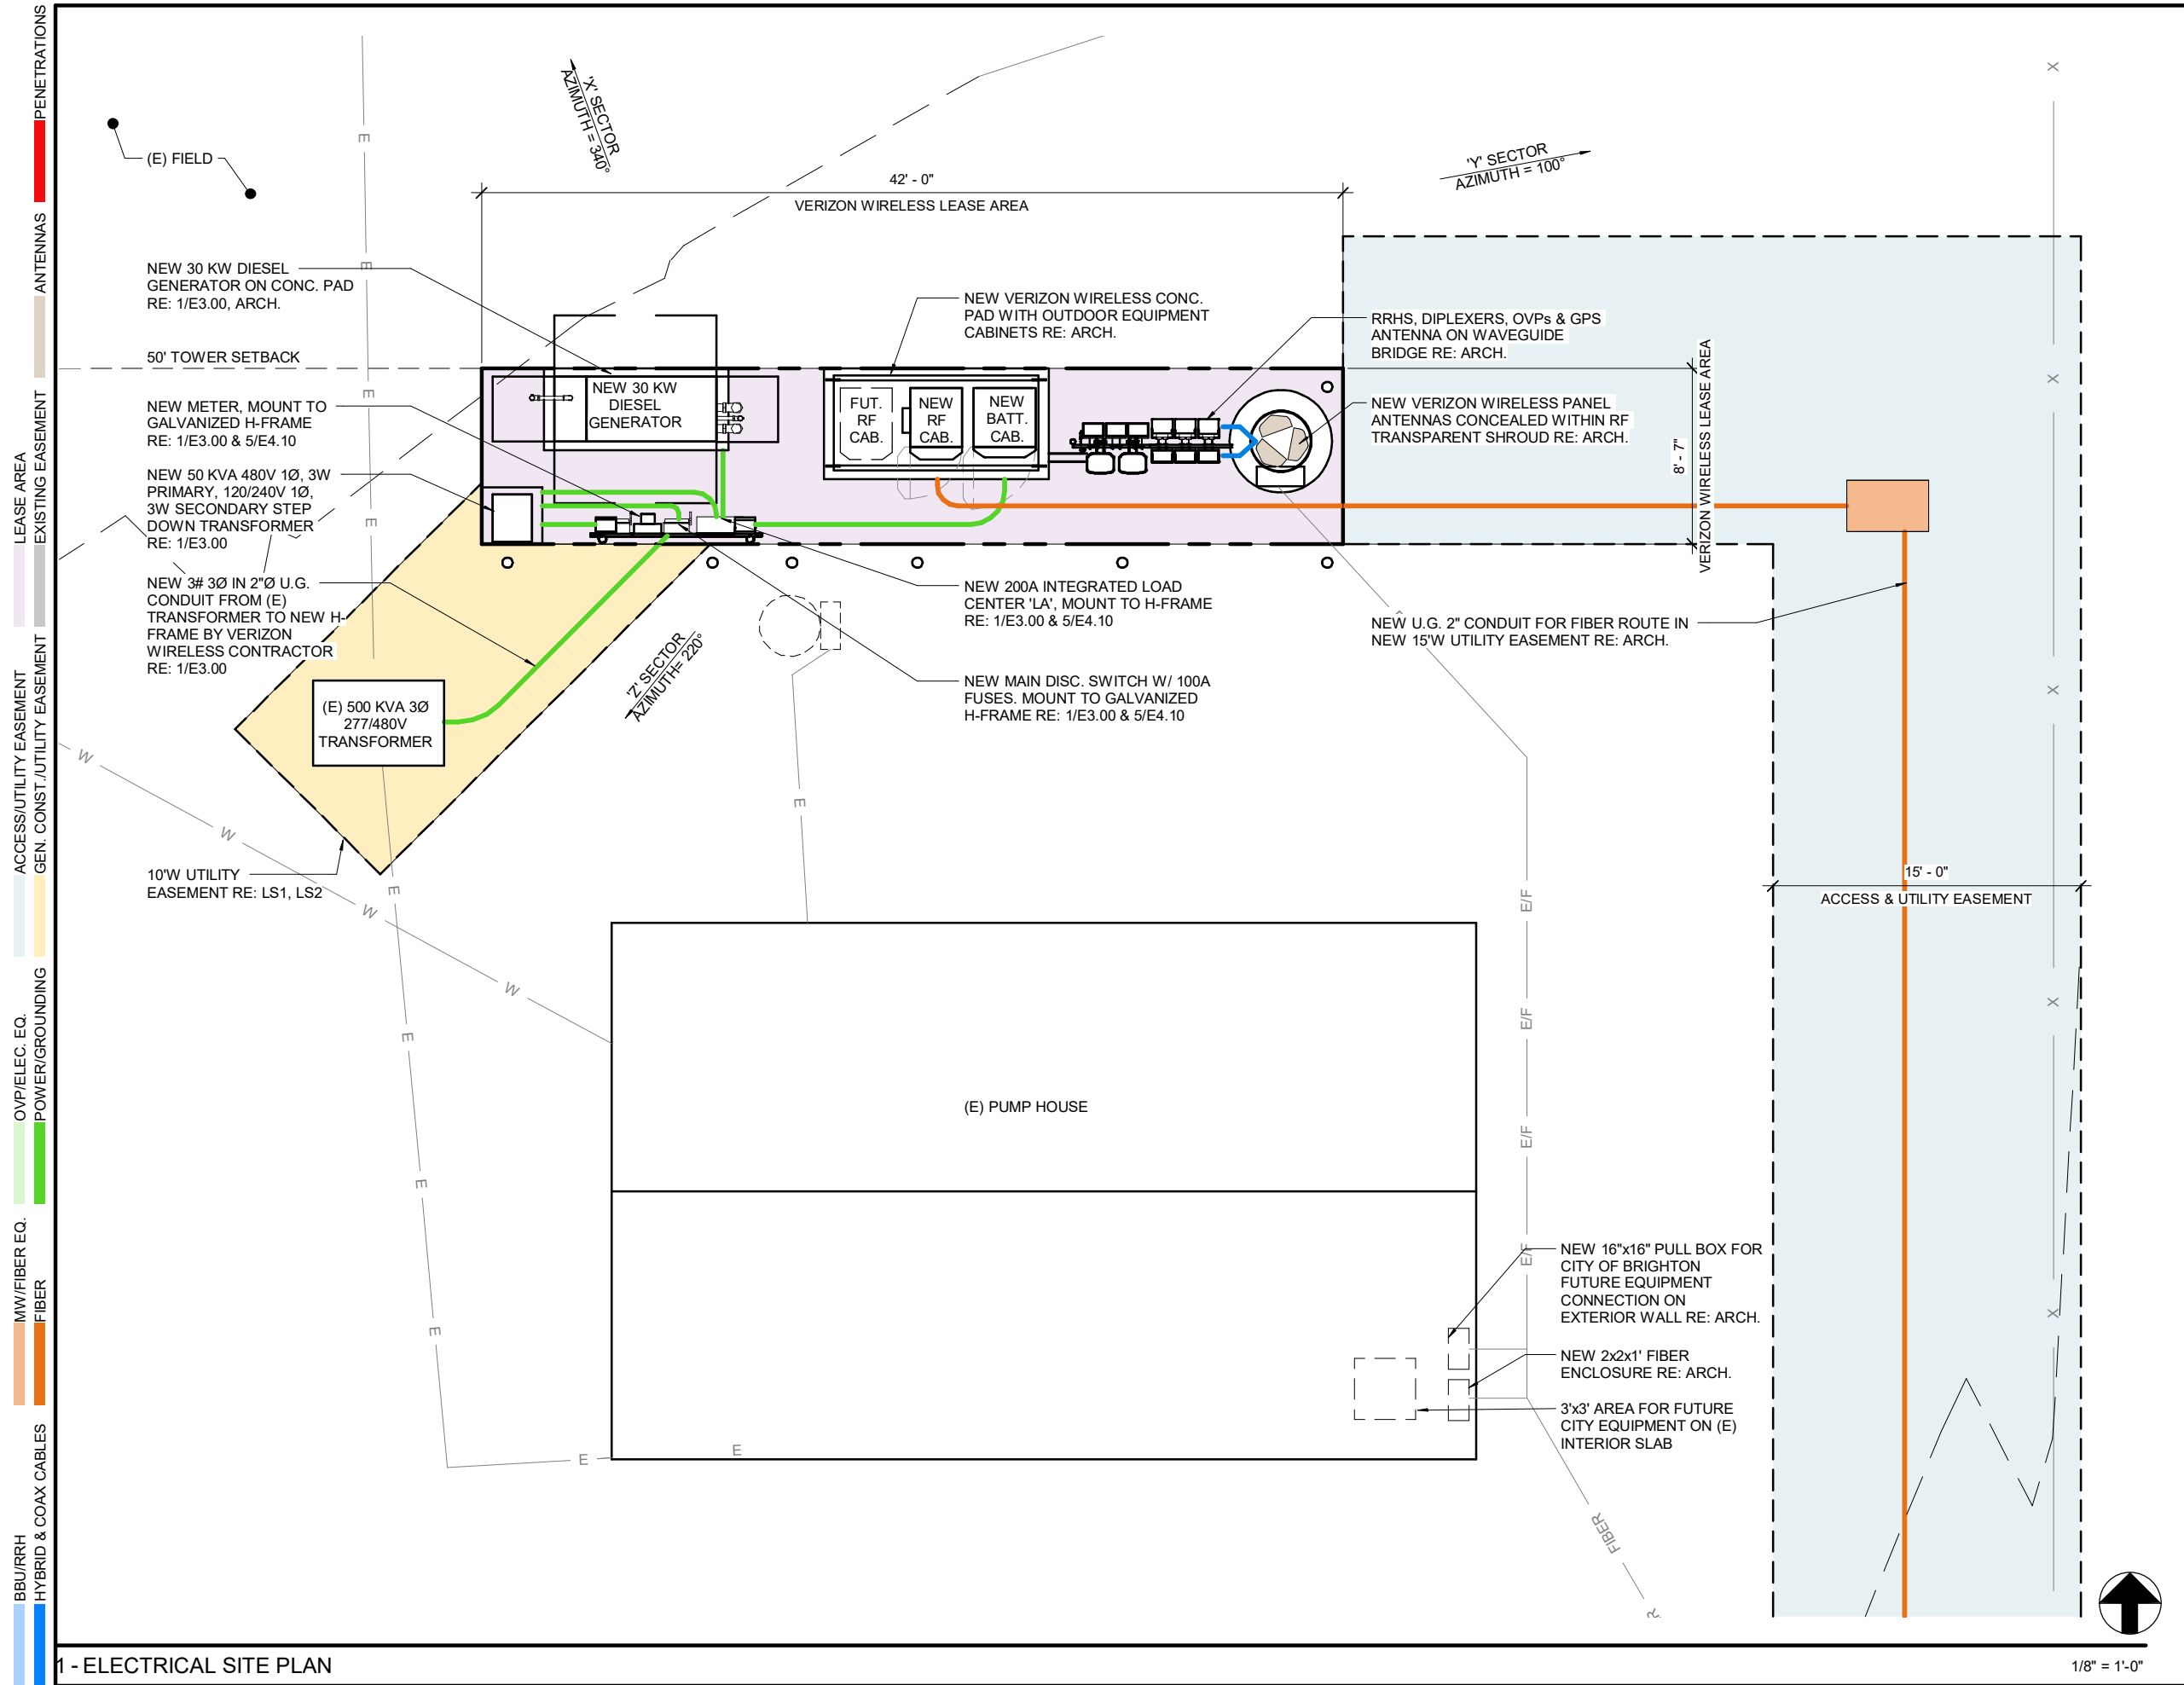 PENETRATIONS
ANTENNAS
LEASE AREA
EXISTING EASEMENT
ACCESS/UTILITY EASEMENT
GEN. CONST./UTILITY EASEMENT
OVP/ELEC. EQ.
POWER/GROUNDING
MW/FIBER EQ.
FIBER
BBU/RRH
HYBRID & COAX CABLES
(E) FIELD
'X' SECTOR
AZIMUTH = 340°
'Y' SECTOR
AZIMUTH = 100°
42' - 0"
VERIZON WIRELESS LEASE AREA
NEW 30 KW DIESEL
GENERATOR ON CONC. PAD
RE: 1/E3.00, ARCH.
50' TOWER SETBACK
NEW METER, MOUNT TO
GALVANIZED H-FRAME
RE: 1/E3.00 & 5/E4.10
NEW 50 KVA 480V 1Ø, 3W
PRIMARY, 120/240V 1Ø,
3W SECONDARY STEP
DOWN TRANSFORMER
RE: 1/E3.00
NEW 3# 3Ø IN 2"Ø U.G.
CONDUIT FROM (E)
TRANSFORMER TO NEW H-
FRAME BY VERIZON
WIRELESS CONTRACTOR
RE: 1/E3.00
NEW 30 KW
DIESEL
GENERATOR
NEW VERIZON WIRELESS CONC.
PAD WITH OUTDOOR EQUIPMENT
CABINETS RE: ARCH.
FUT.
RF
CAB.
NEW
RF
CAB.
NEW
BATT.
CAB.
RRHS, DIPLEXERS, OVPs & GPS
ANTENNA ON WAVEGUIDE
BRIDGE RE: ARCH.
NEW VERIZON WIRELESS PANEL
ANTENNAS CONCEALED WITHIN RF
TRANSPARENT SHROUD RE: ARCH.
8' - 7"
VERIZON WIRELESS LEASE AREA
NEW 200A INTEGRATED LOAD
CENTER 'LA', MOUNT TO H-FRAME
RE: 1/E3.00 & 5/E4.10
NEW U.G. 2" CONDUIT FOR FIBER ROUTE IN
NEW 15'W UTILITY EASEMENT RE: ARCH.
'Z' SECTOR
AZIMUTH= 220°
NEW MAIN DISC. SWITCH W/ 100A
FUSES. MOUNT TO GALVANIZED
H-FRAME RE: 1/E3.00 & 5/E4.10
(E) 500 KVA 3Ø
277/480V
TRANSFORMER
10'W UTILITY
EASEMENT RE: LS1, LS2
15' - 0"
ACCESS & UTILITY EASEMENT
(E) PUMP HOUSE
NEW 16"x16" PULL BOX FOR
CITY OF BRIGHTON
FUTURE EQUIPMENT
CONNECTION ON
EXTERIOR WALL RE: ARCH.
NEW 2x2x1' FIBER
ENCLOSURE RE: ARCH.
3'x3' AREA FOR FUTURE
CITY EQUIPMENT ON (E)
INTERIOR SLAB
E
E
E
E
E
E
E
E
E
E
E
E
W
W
W
W
E/F
E/F
E/F
E/F
X
X
X
X
X
FIBER
R
1 - ELECTRICAL SITE PLAN
1/8" = 1'-0"